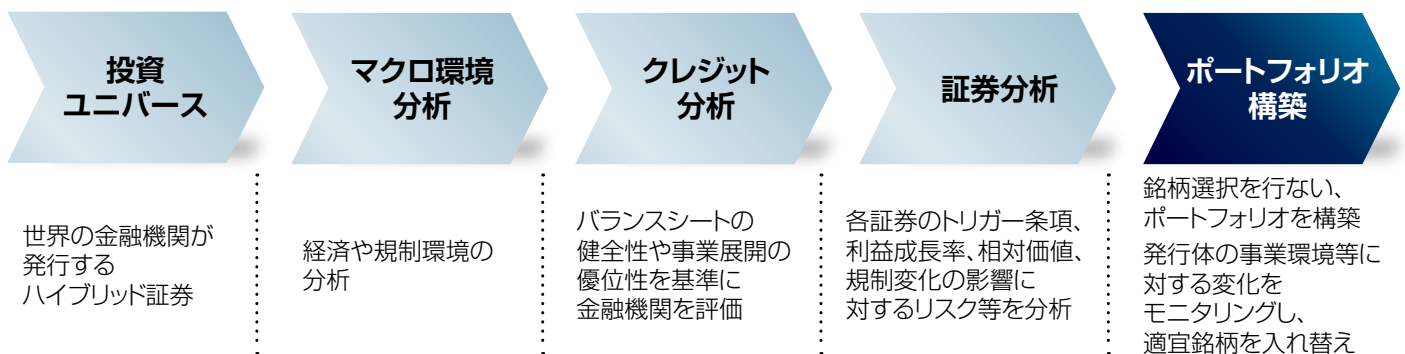 投資
ユニバース
世界の金融機関が
発行する
ハイブリッド証券
マクロ環境
分析
経済や規制環境の
分析
クレジット
分析
バランスシートの
健全性や事業展開の
優位性を基準に
金融機関を評価
証券分析
各証券のトリガー条項、
利益成長率、相対価値、
規制変化の影響に
対するリスク等を分析
ポートフォリオ
構築
銘柄選択を行ない、
ポートフォリオを構築
発行体の事業環境等に
対する変化を
モニタリングし、
適宜銘柄を入れ替え